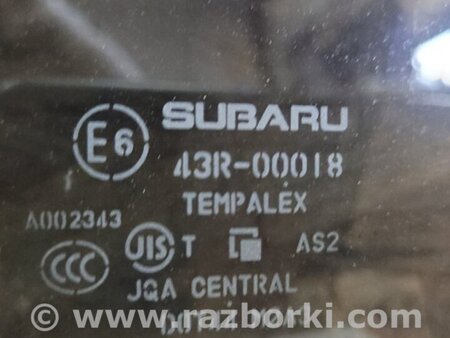 SUBARU
E6 43R-00018
TEMPALEX
A002343
JIS T AS2
CCC
JQA CENTRAL
© www.razborki.com